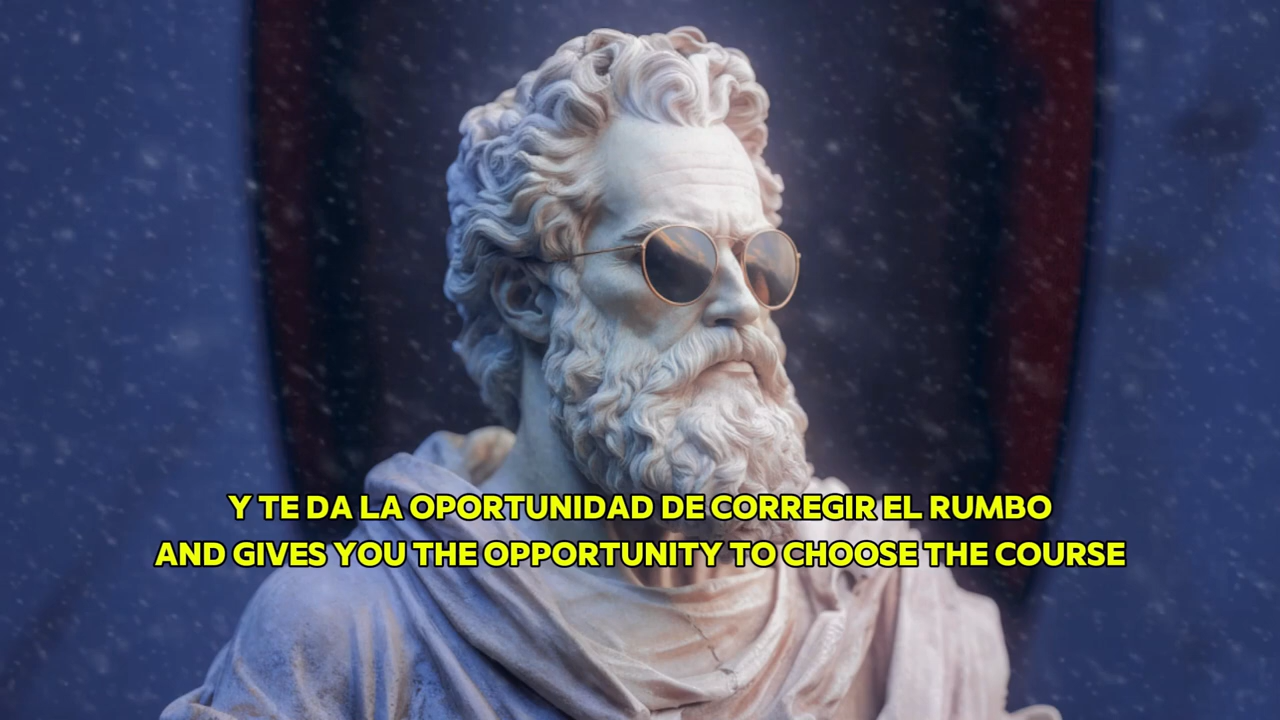 Y TE DA LA OPORTUNIDAD DE CORREGIR EL RUMBO
AND GIVES YOU THE OPPORTUNITY TO CHOOSE THE COURSE